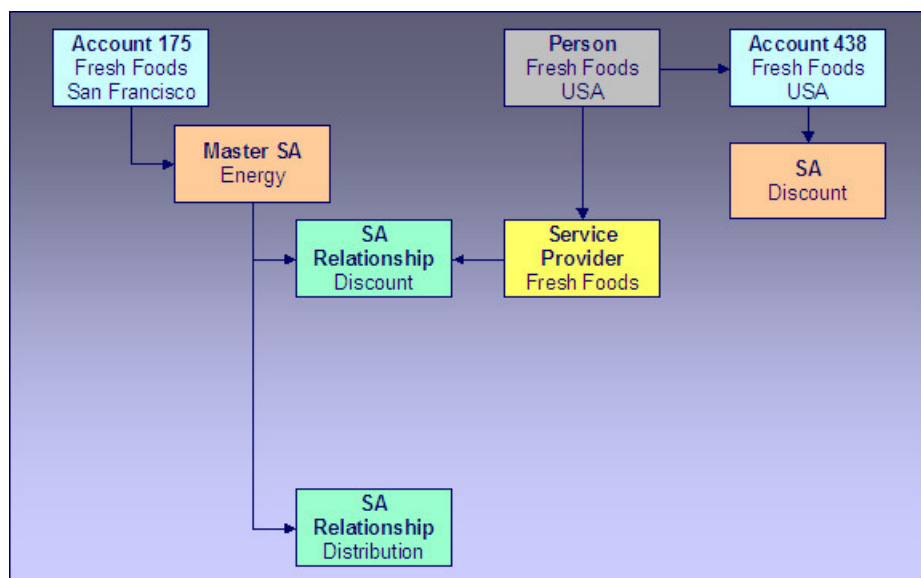 Account 175
Fresh Foods
San Francisco
Person
Fresh Foods
USA
Account 438
Fresh Foods
USA
Master SA
Energy
SA
Discount
SA
Relationship
Discount
Service
Provider
Fresh Foods
SA
Relationship
Distribution